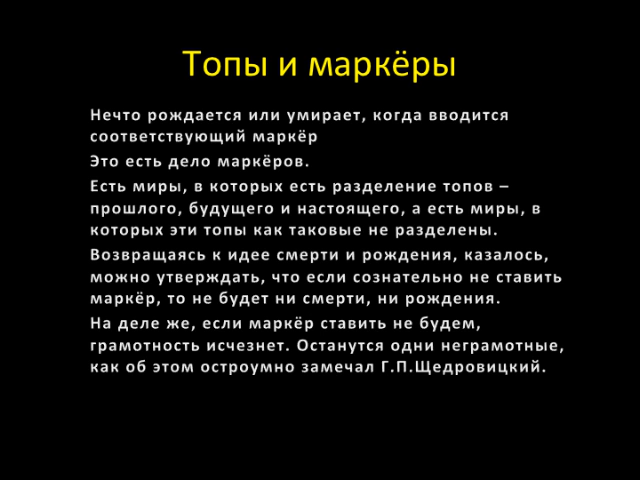 Топы и маркёры
Нечто рождается или умирает, когда вводится
соответствующий маркёр
Это есть дело маркёров.
Есть миры, в которых есть разделение топов –
прошлого, будущего и настоящего, а есть миры, в
которых эти топы как таковые не разделены.
Возвращаясь к идее смерти и рождения, казалось,
можно утверждать, что если сознательно не ставить
маркёр, то не будет ни смерти, ни рождения.
На деле же, если маркёр ставить не будем,
грамотность исчезнет. Останутся одни неграмотные,
как об этом остроумно замечал Г.П.Щедровицкий.